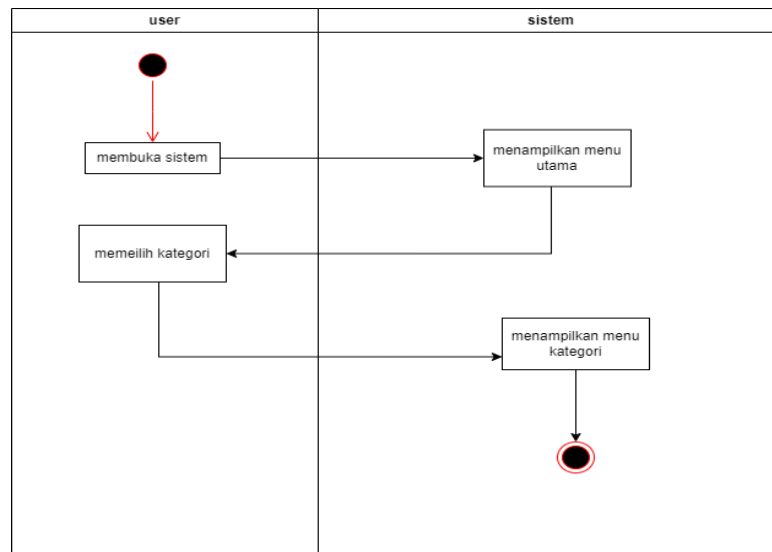 user
sistem
membuka sistem
menampilkan menu
utama
memeilih kategori
menampilkan menu
kategori